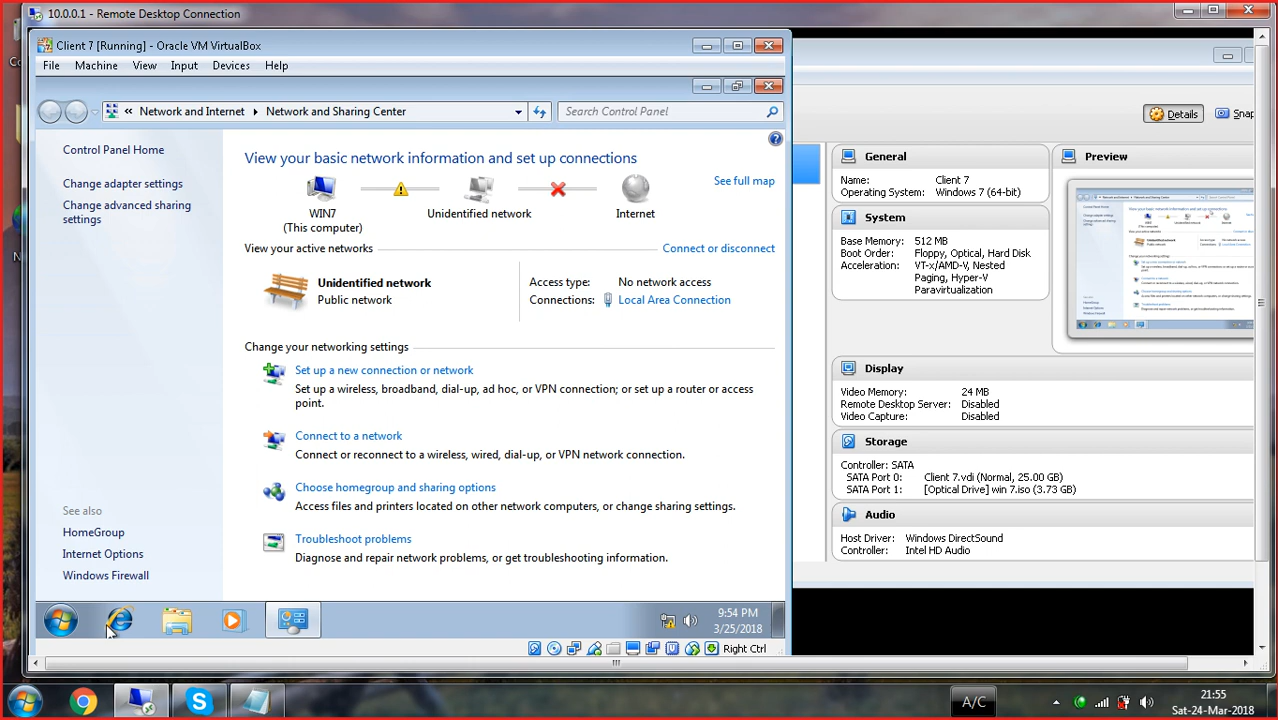 10.0.0.1 - Remote Desktop Connection
Client 7 [Running] - Oracle VM VirtualBox
File Machine View Input Devices Help
« Network and Internet Network and Sharing Center
Search Control Panel
Control Panel Home
Change adapter settings
Change advanced sharing
settings
View your basic network information and set up connections
See full map
WIN7
(This computer)
Unidentified network
Internet
View your active networks
Connect or disconnect
Unidentified network
Public network
Access type: No network access
Connections: Local Area Connection
Change your networking settings
Set up a new connection or network
Set up a wireless, broadband, dial-up, ad hoc, or VPN connection; or set up a router or access
point.
Connect to a network
Connect or reconnect to a wireless, wired, dial-up, or VPN network connection.
Choose homegroup and sharing options
Access files and printers located on other network computers, or change sharing settings.
Troubleshoot problems
Diagnose and repair network problems, or get troubleshooting information.
See also
HomeGroup
Internet Options
Windows Firewall
9:54 PM
3/25/2018
Right Ctrl
Details
Snap
General
Name: Client 7
Operating System: Windows 7 (64-bit)
System
Base Memory: 512 MB
Boot Order: Floppy, Optical, Hard Disk
Acceleration: VT-x/AMD-V, Nested
Paging, Hyper-V
Paravirtualization
Preview
Display
Video Memory: 24 MB
Remote Desktop Server: Disabled
Video Capture: Disabled
Storage
Controller: SATA
SATA Port 0: Client 7.vdi (Normal, 25.00 GB)
SATA Port 1: [Optical Drive] win 7.iso (3.73 GB)
Audio
Host Driver: Windows DirectSound
Controller: Intel HD Audio
A/C
21:55
Sat-24-Mar-2018